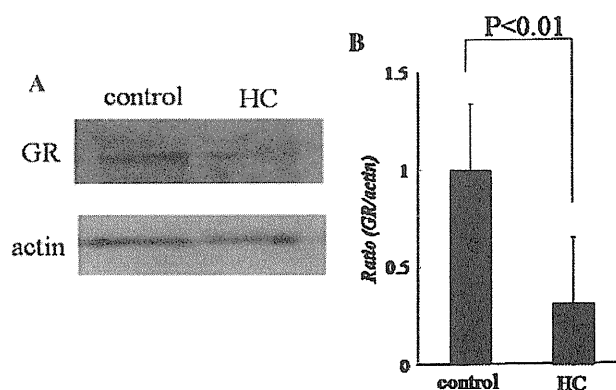 A
control HC
GR
actin
B
P<0.01
1.5
1
0.5
0
Ratio (GR/actin)
control HC